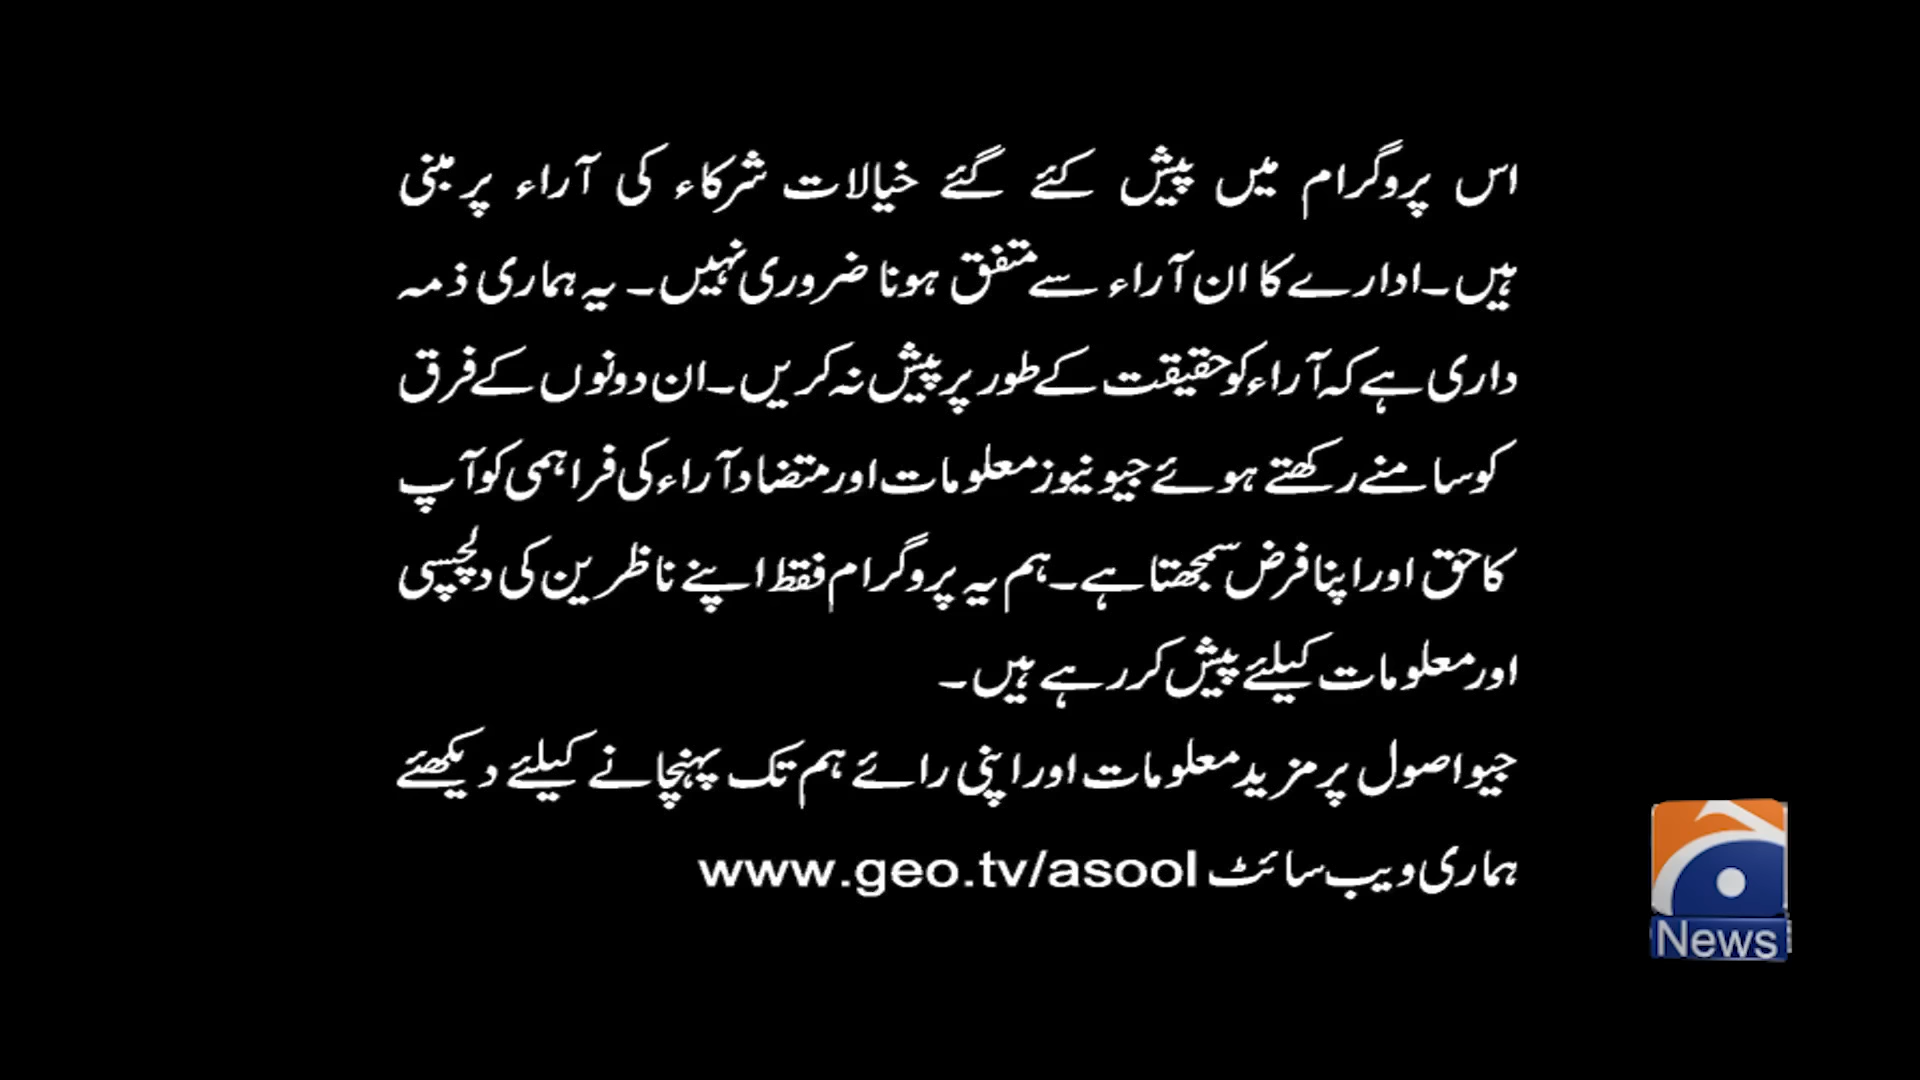 اس پروگرام میں پیش کئے گئے خیالات شرکاء کی آراء پر مبنی
ہیں۔ ادارے کا ان آراء سے متفق ہونا ضروری نہیں۔ یہ ہماری ذمہ
داری ہے کہ آراء کو حقیقت کے طور پر پیش نہ کریں۔ ان دونوں کے فرق
کو سامنے رکھتے ہوئے جیو نیوز معلومات اور متضاد آراء کی فراہمی کو آپ
کا حق اور اپنا فرض سمجھتا ہے۔ ہم یہ پروگرام فقط اپنے ناظرین کی دلچسپی
اور معلومات کیلئے پیش کر رہے ہیں۔
جیو اصول پر مزید معلومات اور اپنی رائے ہم تک پہنچانے کیلئے دیکھئے
ہماری ویب سائٹ www.geo.tv/asool
News